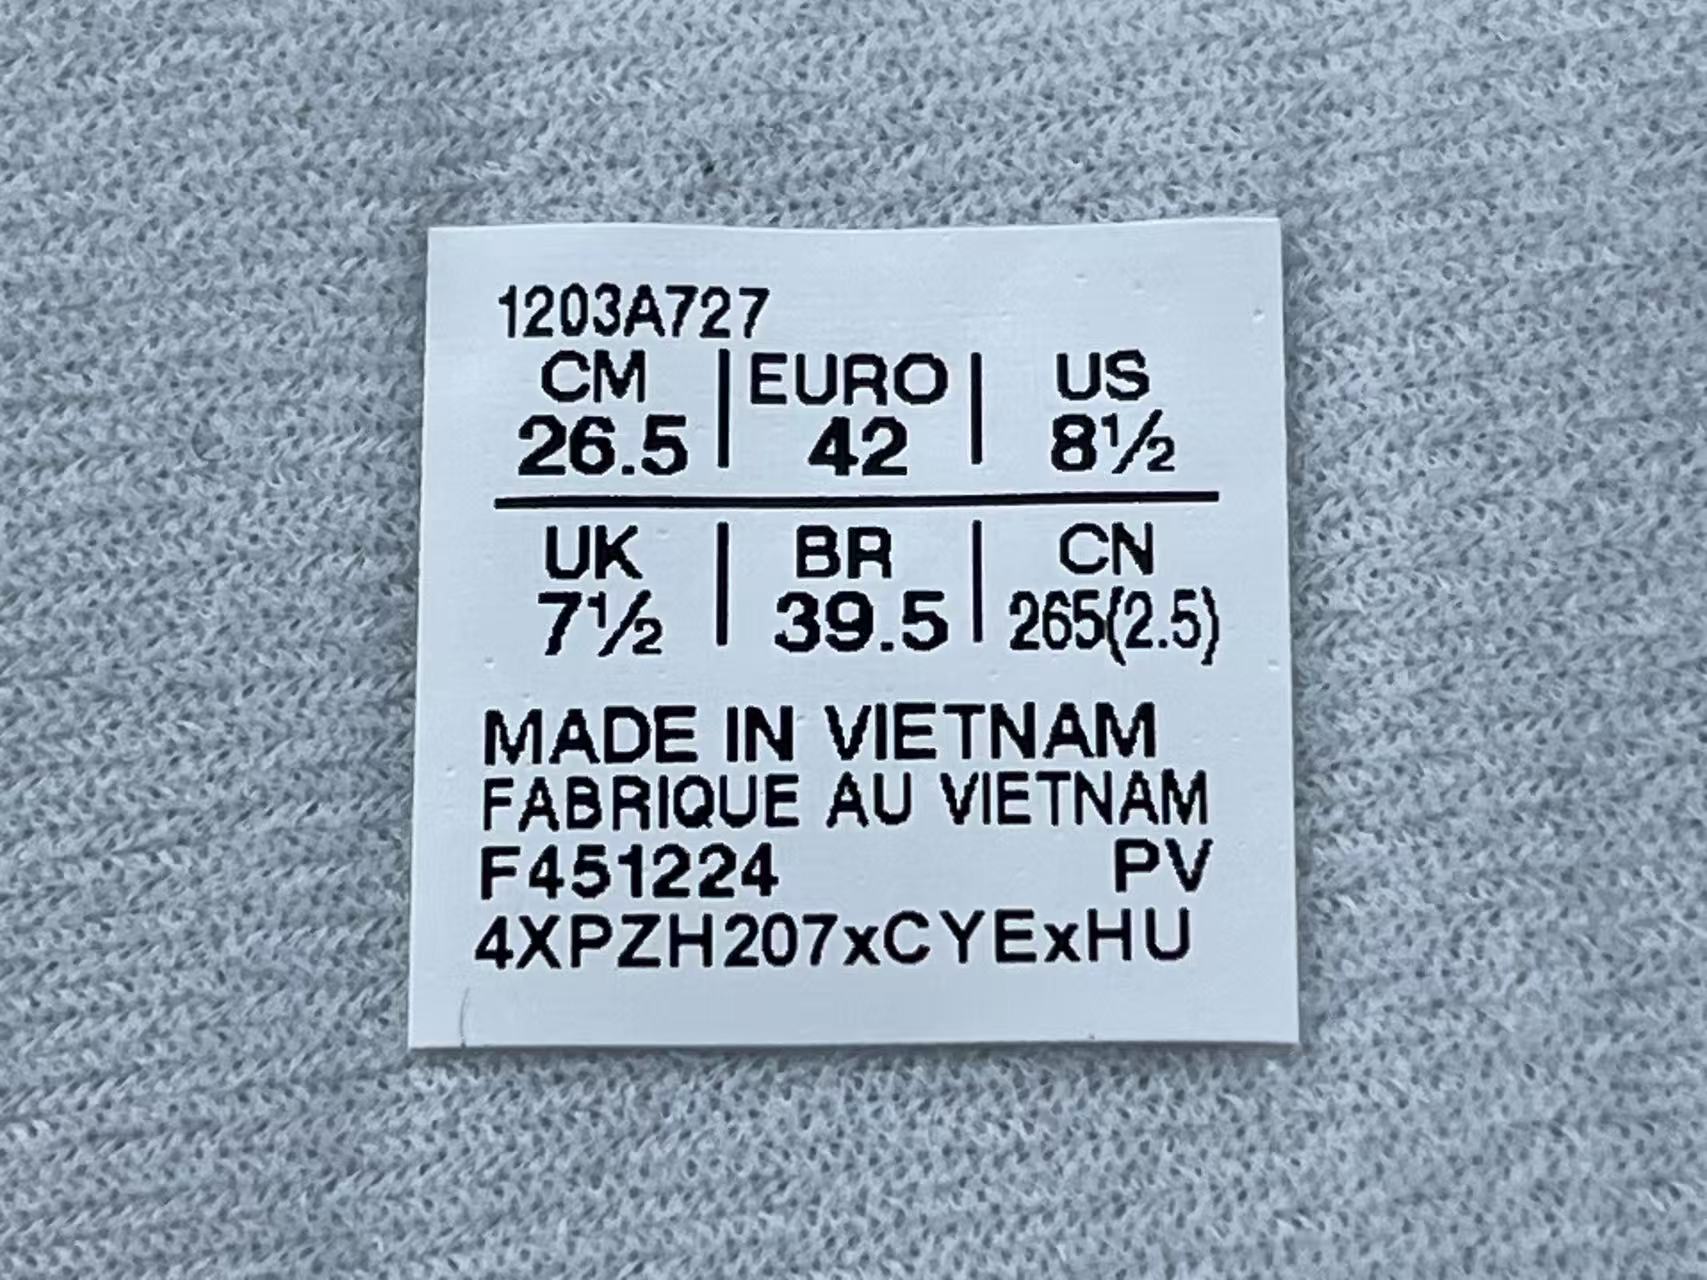 1203A727
CM | EURO | US
26.5 | 42 | 8½
UK | BR | CN
7½ | 39.5 | 265(2.5)
MADE IN VIETNAM
FABRIQUE AU VIETNAM
F451224 PV
4XPZH207xCYExHU